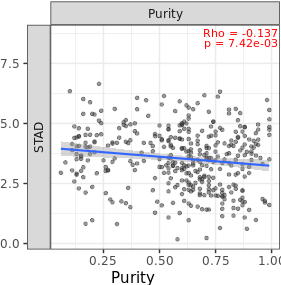 Purity
Rho = -0.137
p = 7.42e-03
STAD
7.5
5.0
2.5
0.0
0.25
0.50
0.75
1.00
Purity